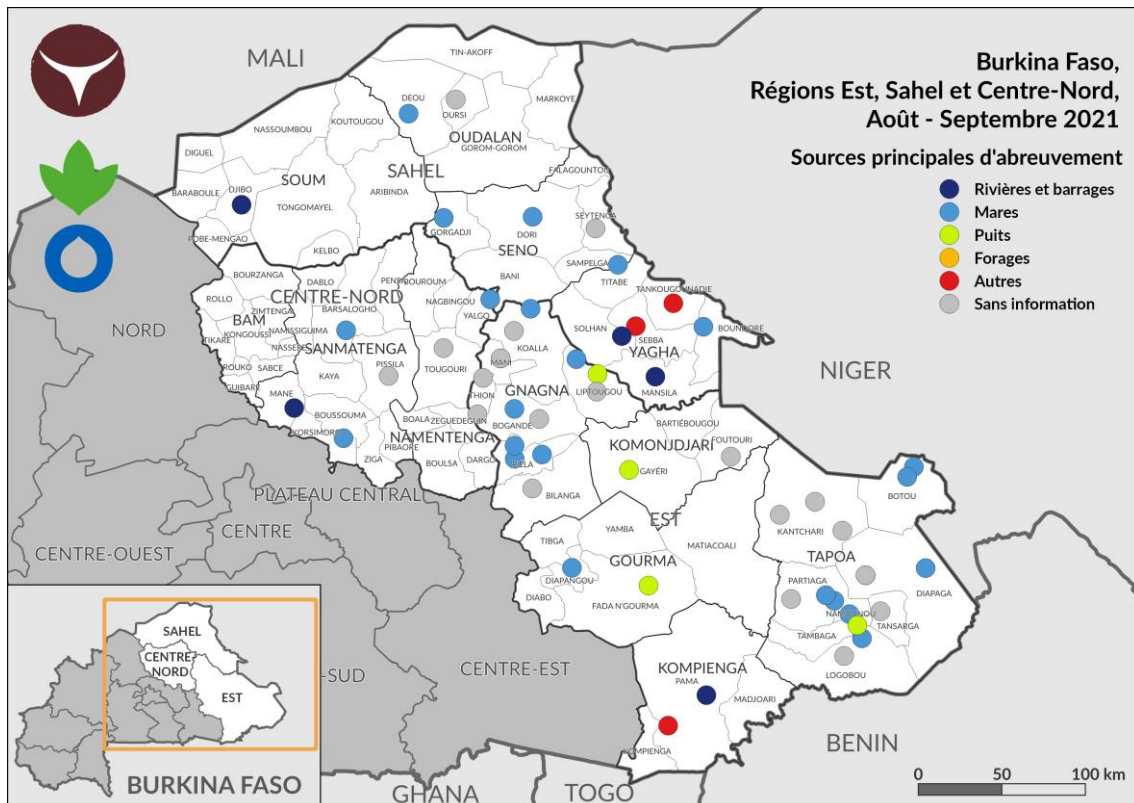 Burkina Faso,
Régions Est, Sahel et Centre-Nord,
Août - Septembre 2021
Sources principales d'abreuvement
Rivières et barrages
Mares
Puits
Forages
Autres
Sans information
MALI
TIN-AKOFF
DEOU
OURSI
MARKOYE
KOUTOUGOU
NASSOUMBOU
OUDALAN
GOROM-GOROM
DIGUEL
SAHEL
FALAGOUNTOU
BARABOULE
DJIBO
SOUM
ARIBINDA
TONGOMAYEL
SEYTENGA
GORGADJI
DORI
POBE-MENGAO
KELBO
SENO
SAMPELGA
BANI
TITABE
BOURZANGA
DABLO
BOUROUM
TANKOUGOUNADIE
CENTRE-NORD
NAGBINGOU
ROLLO
ZIMTENGA
BARSALOGHO
YALGO
NORD
BAM
NAMISSIGUIMA
SOLHAN
BOUNDORE
KONGOUSSI
TIKARE
SEBBA
KOALLA
SANMATENGA
YAGHA
MANI
ROUKO
SABCE
KAYA
PISSILA
TOUGOURI
NIGER
GUIBARE
MANSILA
GNAGNA
LIPTOUGOU
MANE
THION
BOUSSOUMA
BOALA
ZEGUEDEGUIN
BOGANDE
BARTIÉBOUGOU
KORSIMORO
NAMENTENGA
KOMONJDJARI
FOUTOURI
PIBAORE
ZIGA
BOULSA
DARGO
GAYÉRI
PLATEAU CENTRAL
BILANGA
BOTOU
EST
CENTRE
YAMBA
KANTCHARI
CENTRE-OUEST
TIBGA
MATIACOALI
TAPOA
GOURMA
DIAPANGOU
PARTIAGA
DIAPAGA
DIABO
FADA N'GOURMA
TANSARGA
TAMBAGA
CENTRE-EST
KOMPIENGA
LOGOBOU
PAMA
MADJOARI
-SUD
KOMPIENGA
BENIN
GHANA
TOGO
SAHEL
CENTRE-
NORD
EST
BURKINA FASO
0 50 100 km